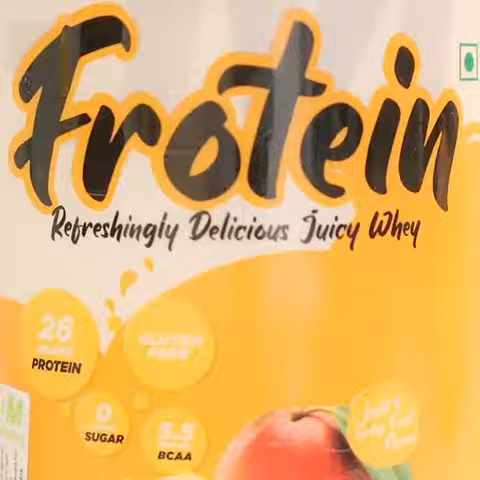 Frotein
Refreshingly Delicious Juicy Whey
26
PROTEIN
GLUTEN
FREE
0
SUGAR
5.5
BCAA